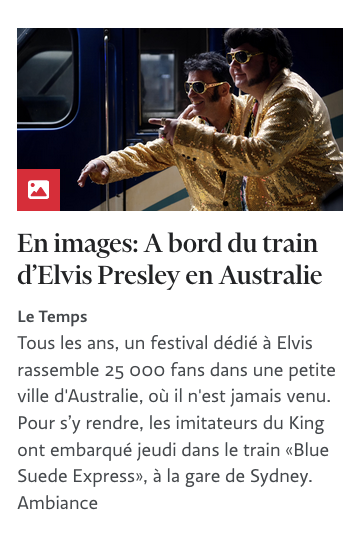 En images: A bord du train
d’Elvis Presley en Australie
Le Temps
Tous les ans, un festival dédié à Elvis
rassemble 25 000 fans dans une petite
ville d'Australie, où il n'est jamais venu.
Pour s’y rendre, les imitateurs du King
ont embarqué jeudi dans le train «Blue
Suede Express», à la gare de Sydney.
Ambiance